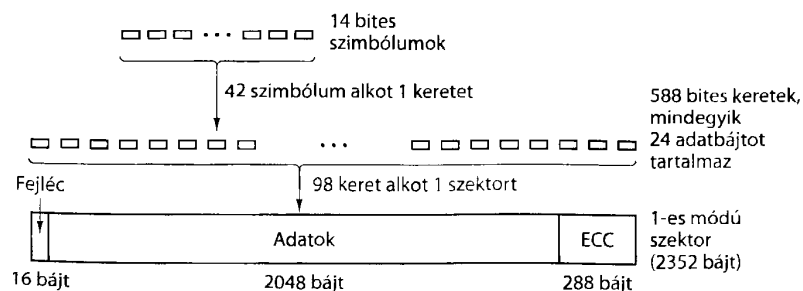 14 bites
szimbólumok
42 szimbólum alkot 1 keretet
588 bites keretek,
mindegyik
24 adatbájtot
tartalmaz
98 keret alkot 1 szektort
Fejléc
Adatok
ECC
1-es módú
szektor
(2352 bájt)
16 bájt
2048 bájt
288 bájt